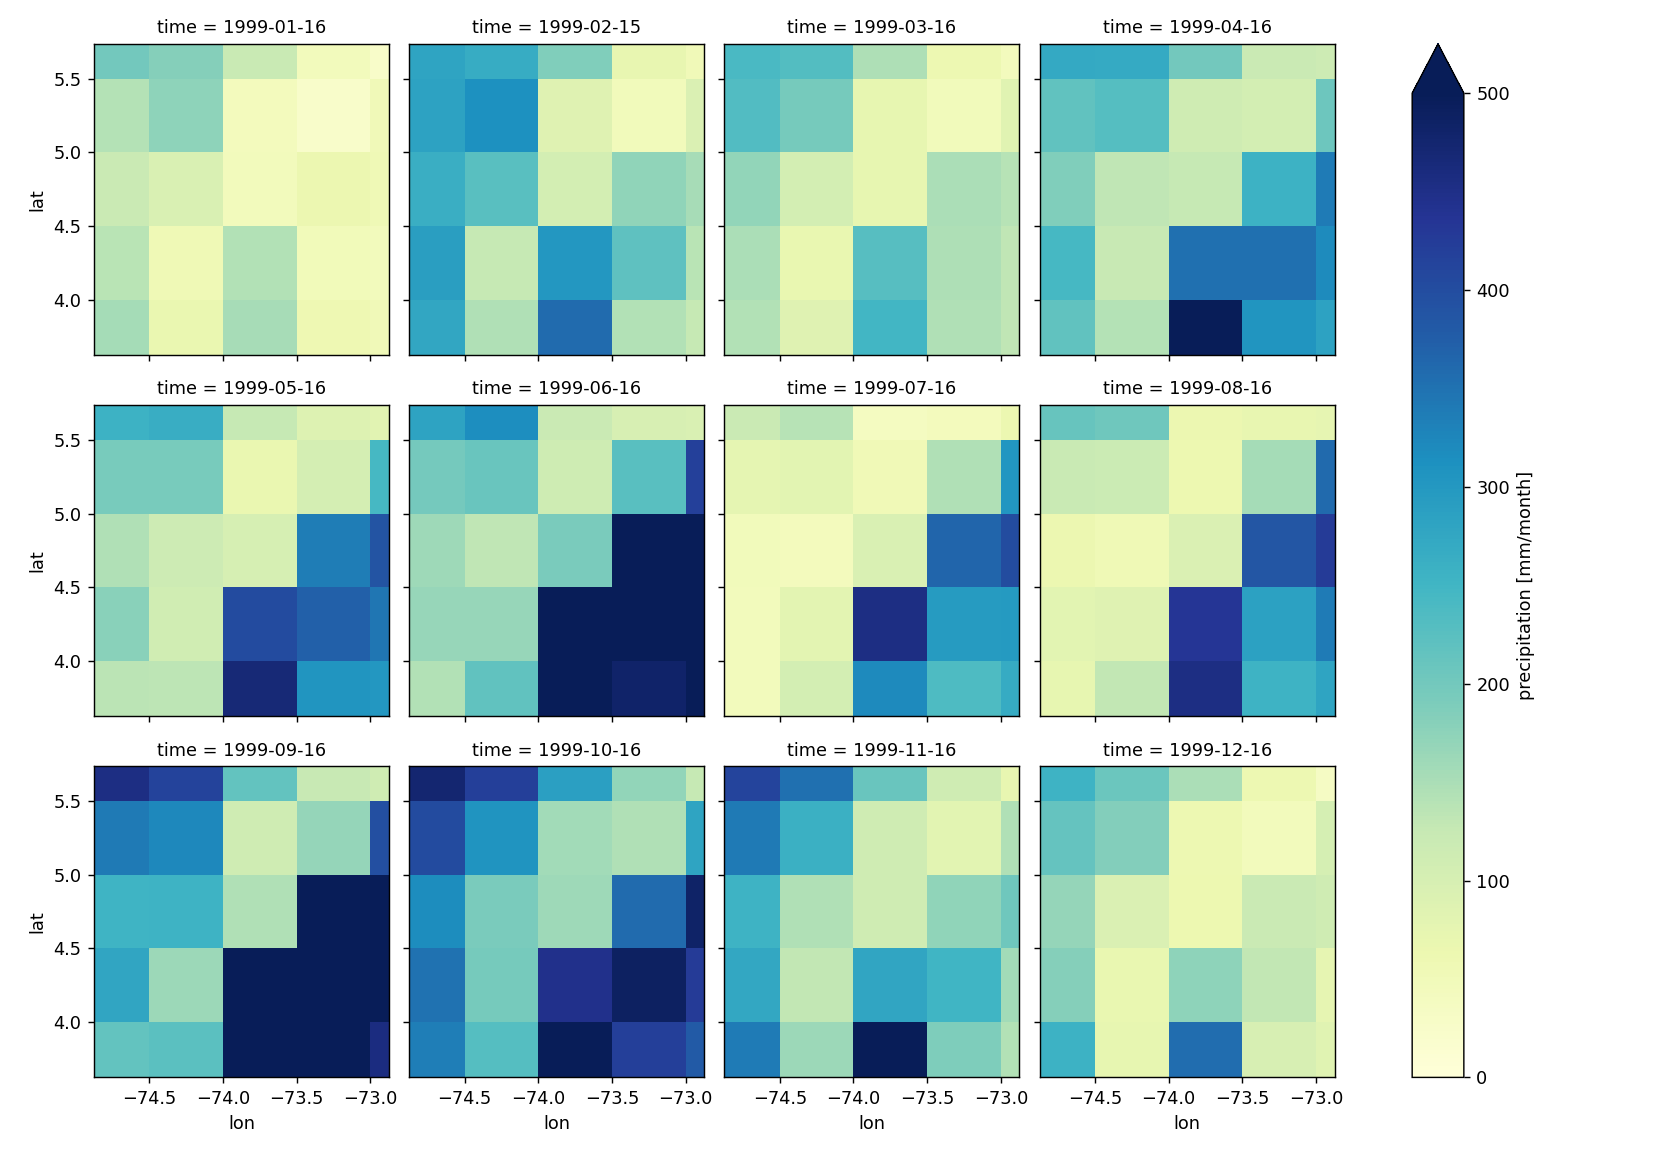 time = 1999-01-16
time = 1999-02-15
time = 1999-03-16
time = 1999-04-16
5.5
5.0
4.5
4.0
lat
time = 1999-05-16
time = 1999-06-16
time = 1999-07-16
time = 1999-08-16
5.5
5.0
4.5
4.0
lat
time = 1999-09-16
time = 1999-10-16
time = 1999-11-16
time = 1999-12-16
5.5
5.0
4.5
4.0
lat
−74.5 −74.0 −73.5 −73.0
−74.5 −74.0 −73.5 −73.0
−74.5 −74.0 −73.5 −73.0
−74.5 −74.0 −73.5 −73.0
lon
lon
lon
lon
500
400
300
200
100
0
precipitation [mm/month]